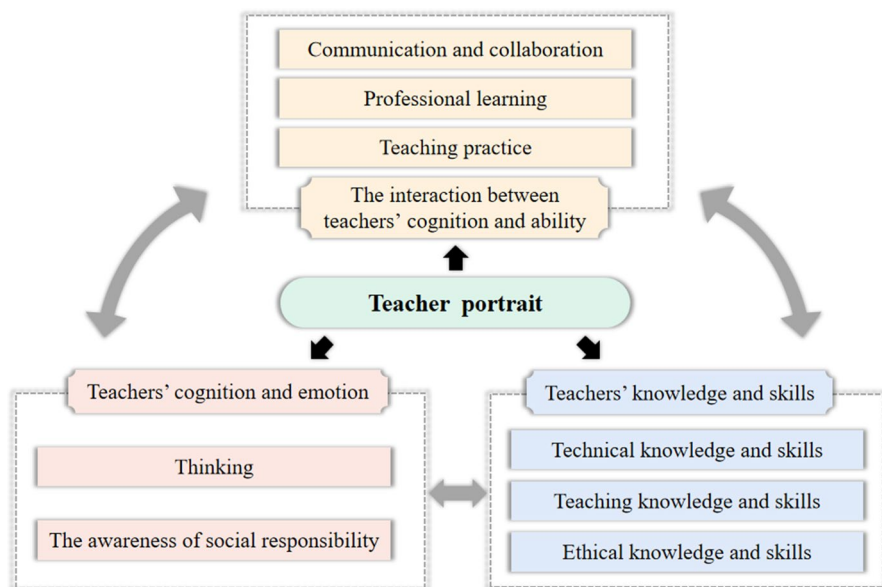 Communication and collaboration
Professional learning
Teaching practice
The interaction between
teachers’ cognition and ability
Teacher portrait
Teachers’ cognition and emotion
Thinking
The awareness of social responsibility
Teachers’ knowledge and skills
Technical knowledge and skills
Teaching knowledge and skills
Ethical knowledge and skills